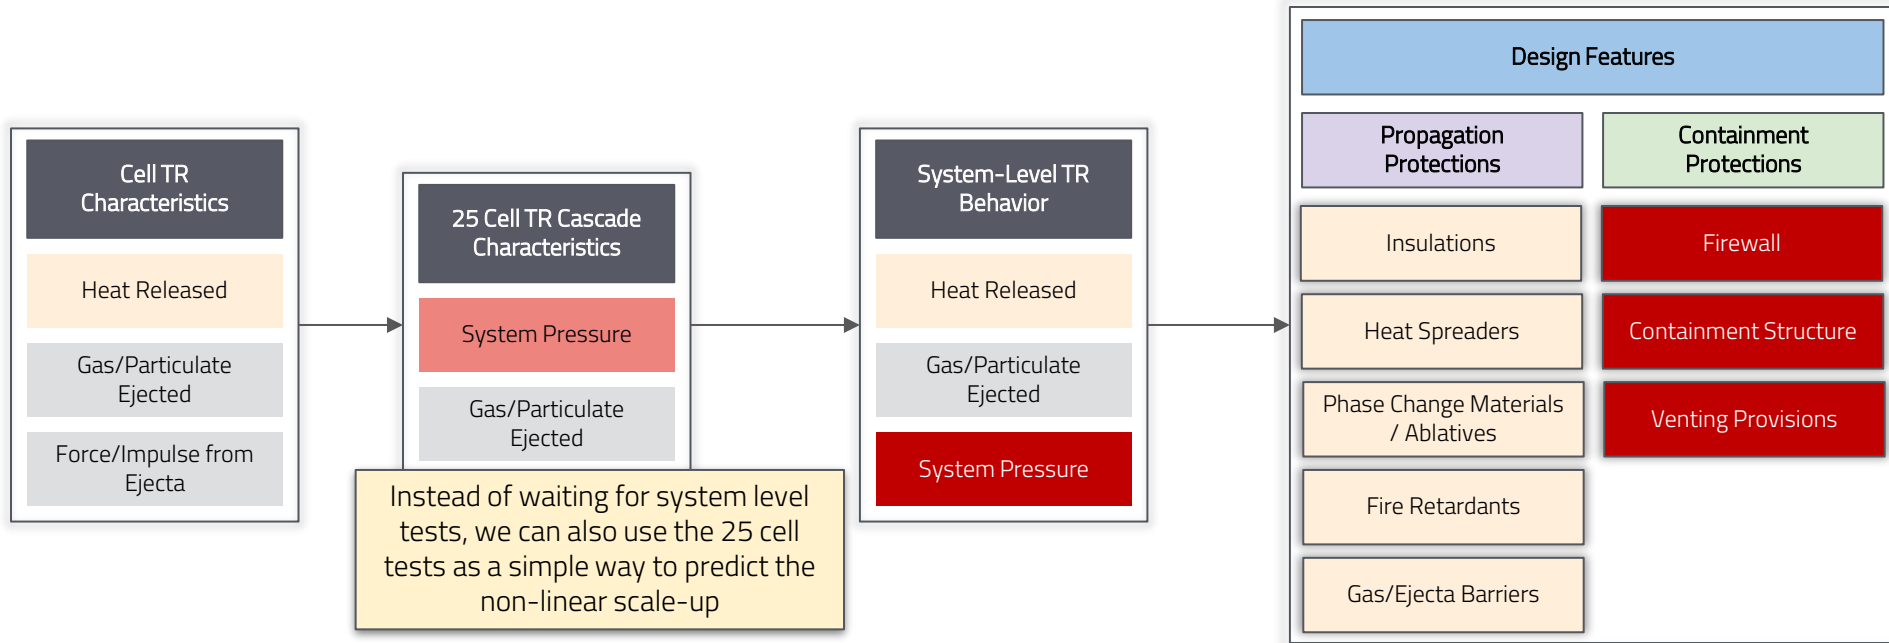 Cell TR
Characteristics
Heat Released
Gas/Particulate
Ejected
Force/Impulse from
Ejecta
25 Cell TR Cascade
Characteristics
System Pressure
Gas/Particulate
Ejected
Instead of waiting for system level
tests, we can also use the 25 cell
tests as a simple way to predict the
non-linear scale-up
System-Level TR
Behavior
Heat Released
Gas/Particulate
Ejected
System Pressure
Design Features
Propagation
Protections
Insulations
Heat Spreaders
Phase Change Materials
/ Ablatives
Fire Retardants
Gas/Ejecta Barriers
Containment
Protections
Firewall
Containment Structure
Venting Provisions